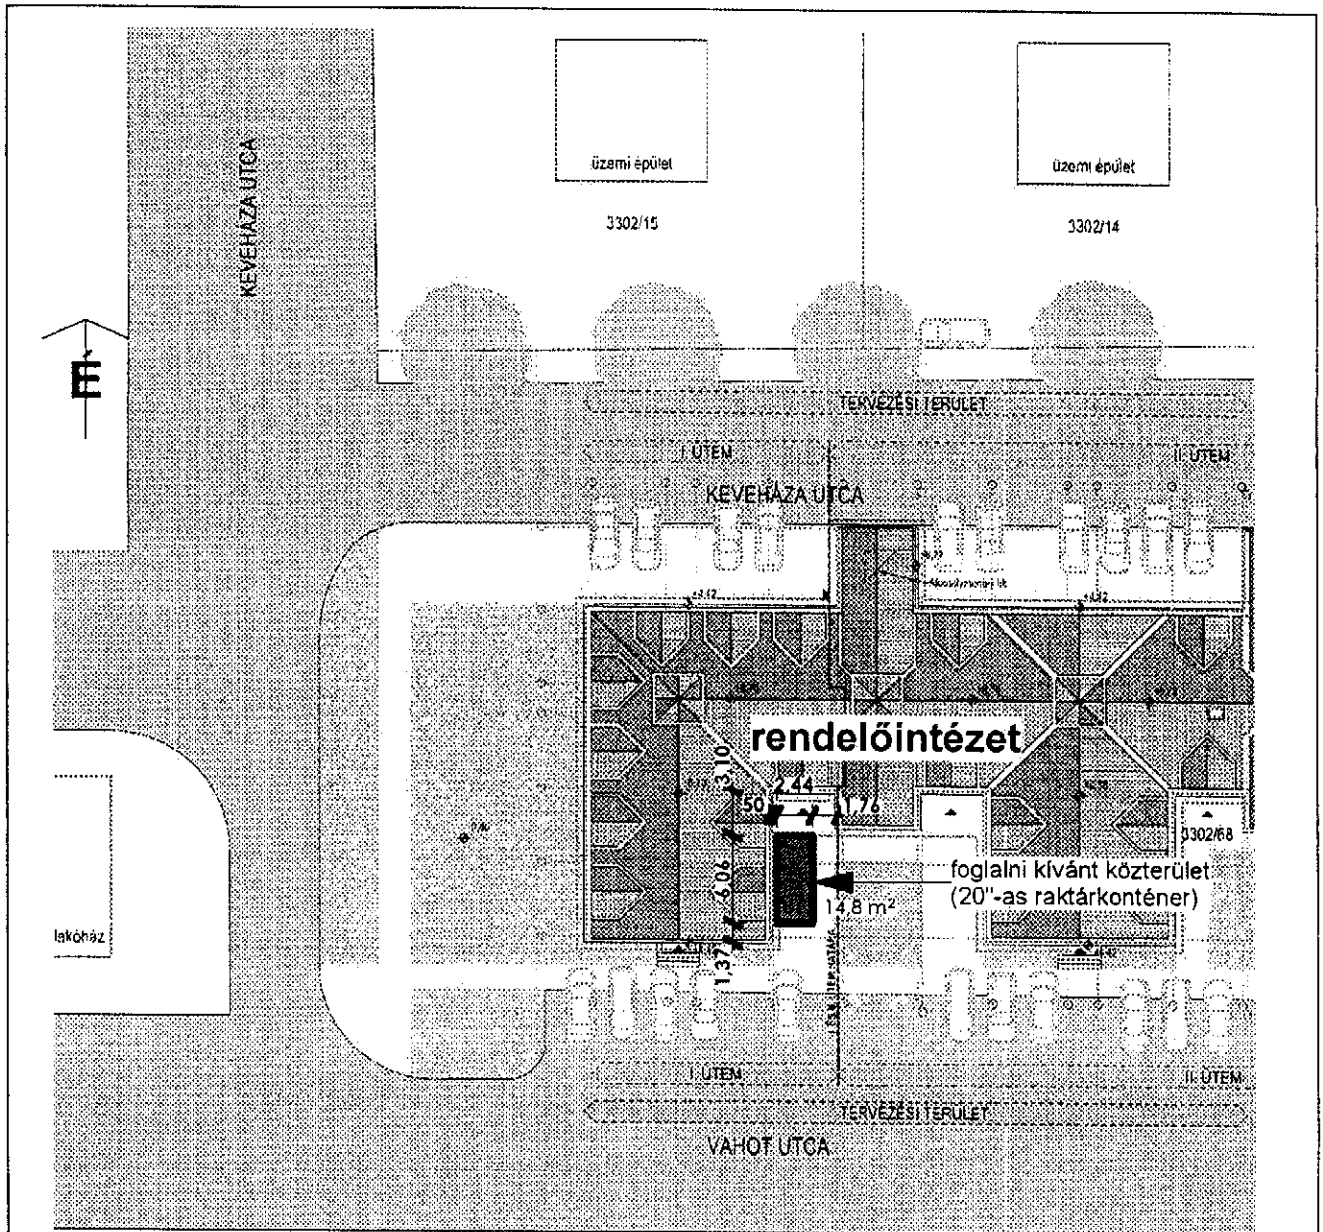 KEVEHÁZA UTCA
üzemi épület
üzemi épület
3302/15
3302/14
É
TERVEZÉSI TERÜLET
I. ÜTEM
II. ÜTEM
KEVEHÁZA UTCA
rendelőintézet
3,10
2,44
50
1,76
3302/68
6,06
foglalni kívánt közterület
(20"-as raktárkonténer)
14,8 m²
lakóház
1,37
I. ÜTEM
II. ÜTEM
TERVEZÉSI TERÜLET
VAHOT UTCA